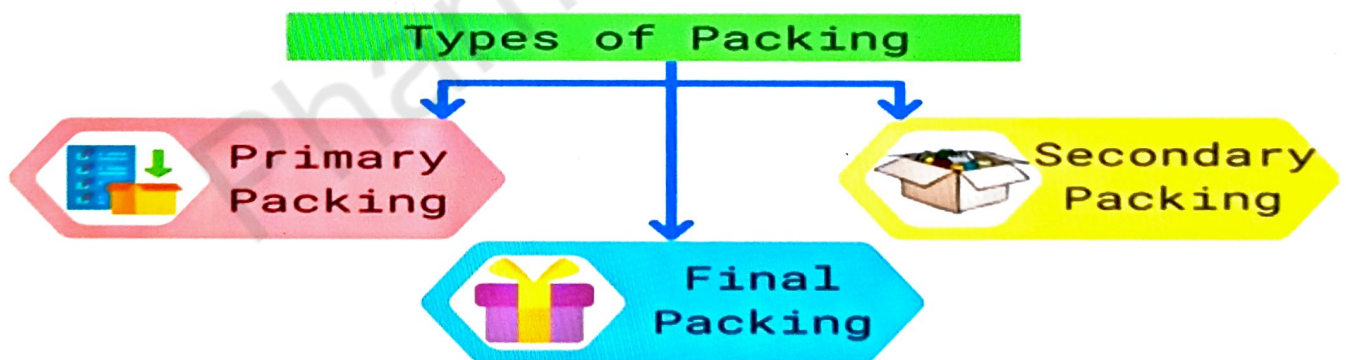 Types of Packing
Primary
Packing
Secondary
Packing
Final
Packing